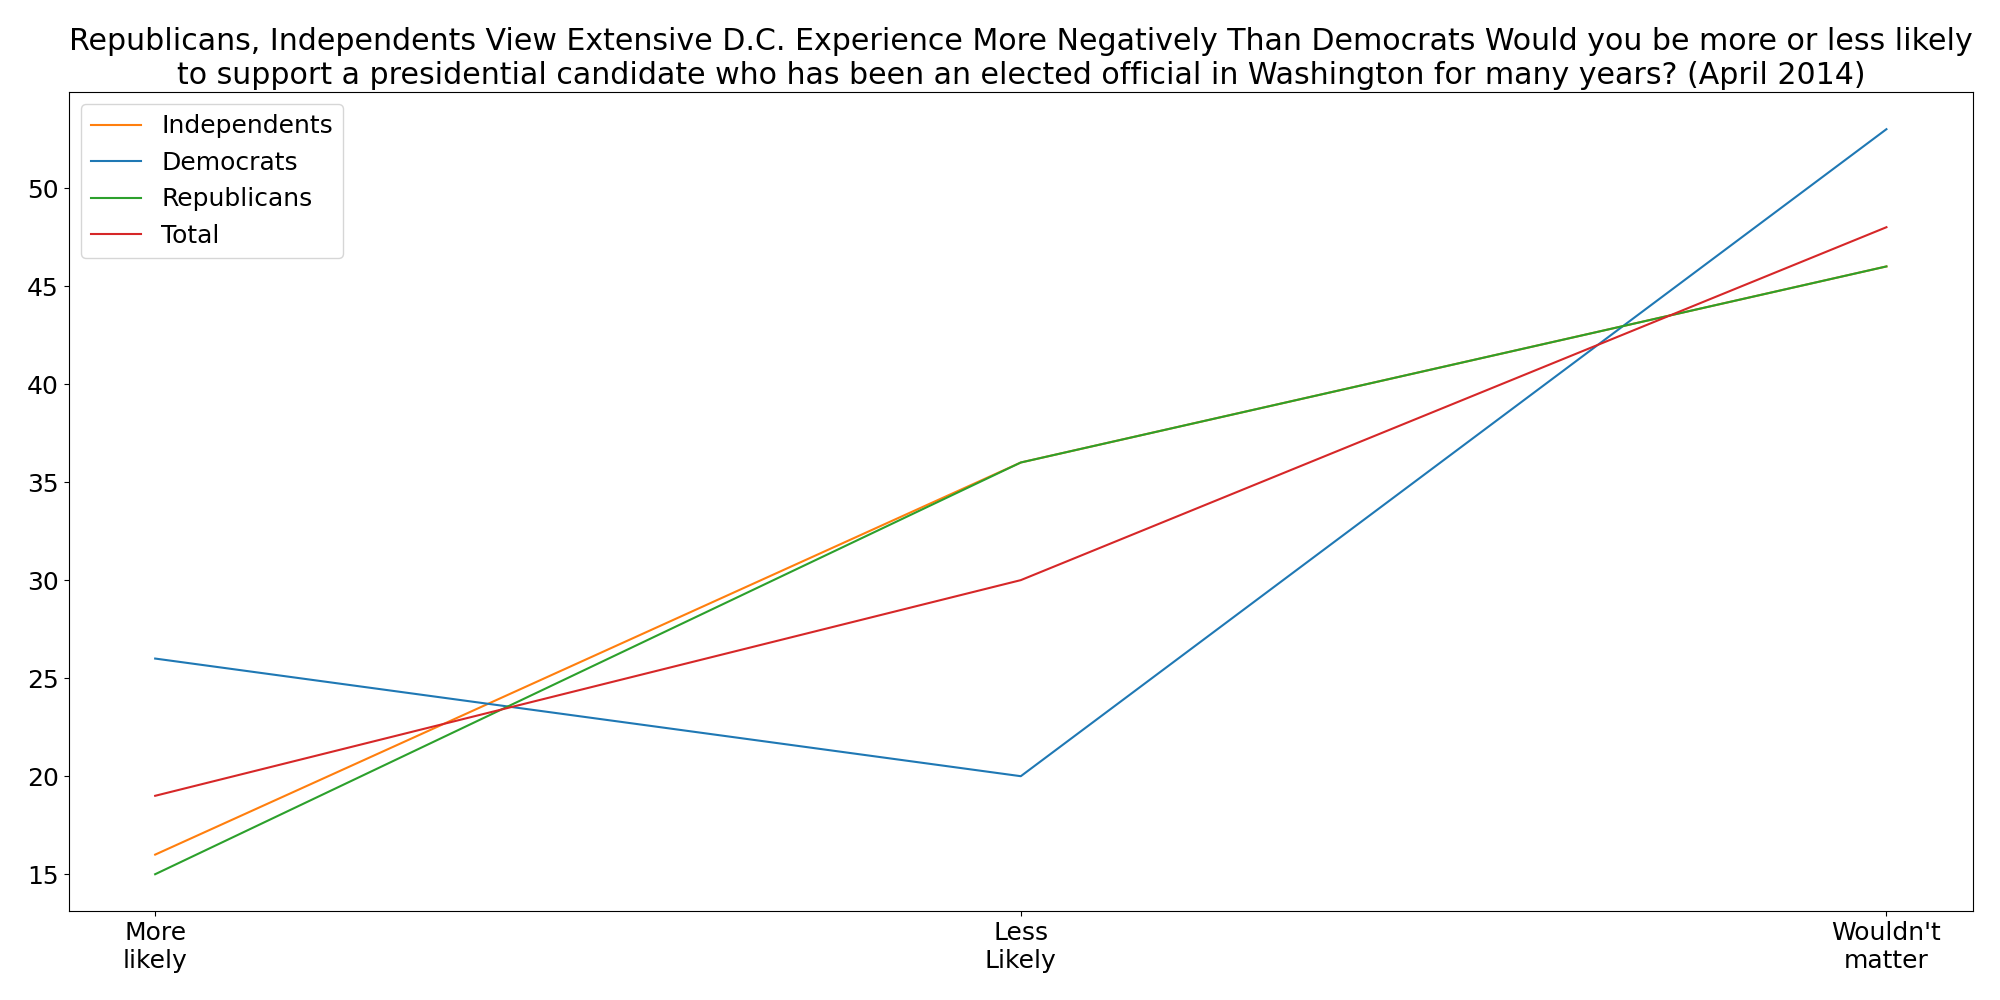 Republicans, Independents View Extensive D.C. Experience More Negatively Than Democrats Would you be more or less likely
to support a presidential candidate who has been an elected official in Washington for many years? (April 2014)
Independents
Democrats
Republicans
Total
50
45
40
35
30
25
20
15
More
likely
Less
Likely
Wouldn't
matter